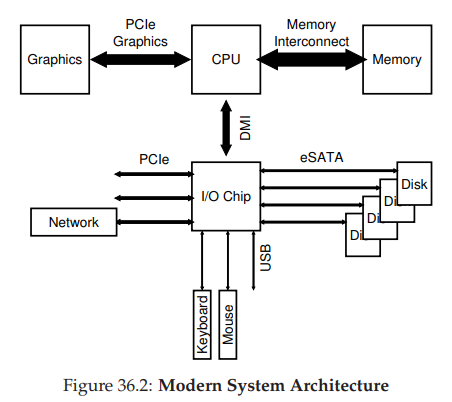 PCIe
Graphics
Memory
Interconnect
Graphics
CPU
Memory
DMI
PCIe
eSATA
I/O Chip
Disk
Di
Di
Di
Network
USB
Keyboard
Mouse
Figure 36.2: Modern System Architecture